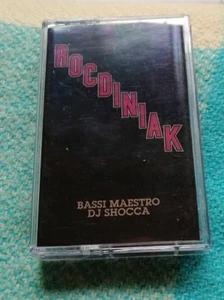 ROCDINIAK
BASSI MAESTRO
DJ SHOCCA